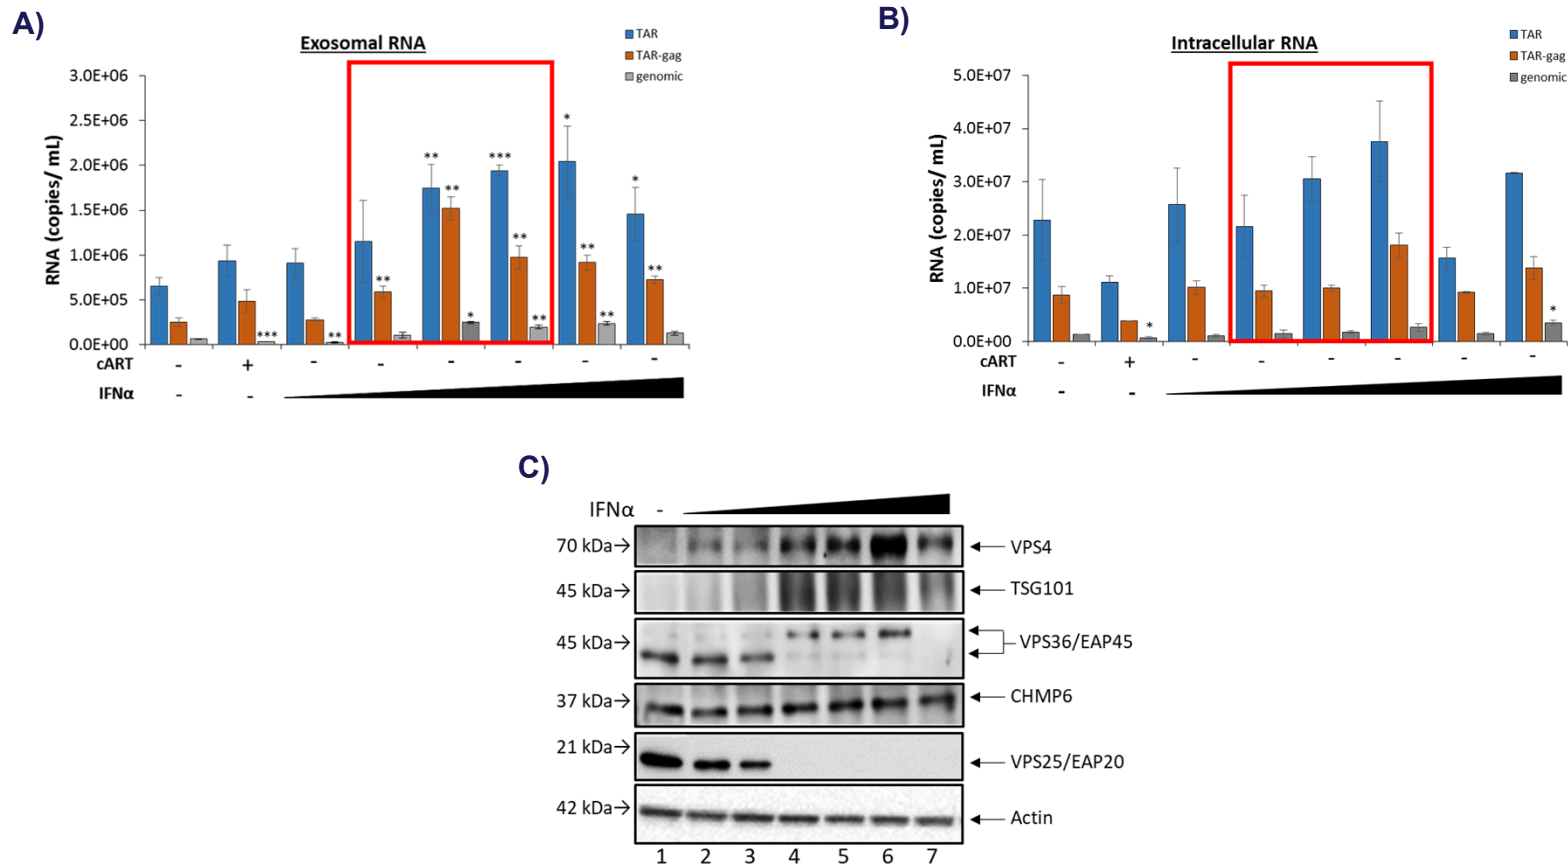 A)
Exosomal RNA
TAR
TAR-gag
genomic
RNA (copies/ mL)
3.0E+06
2.5E+06
2.0E+06
1.5E+06
1.0E+06
5.0E+05
0.0E+00
*** ** ** ** ** * *** ** ** * ** ** * **
cART - + - - - - - -
IFNα - -
B)
Intracellular RNA
TAR
TAR-gag
genomic
RNA (copies/ mL)
5.0E+07
4.0E+07
3.0E+07
2.0E+07
1.0E+07
0.0E+00
* *
cART - + - - - - - -
IFNα - -
C)
IFNα -
70 kDa→ ← VPS4
45 kDa→ ← TSG101
45 kDa→ VPS36/EAP45
37 kDa→ ← CHMP6
21 kDa→ ← VPS25/EAP20
42 kDa→ ← Actin
1 2 3 4 5 6 7